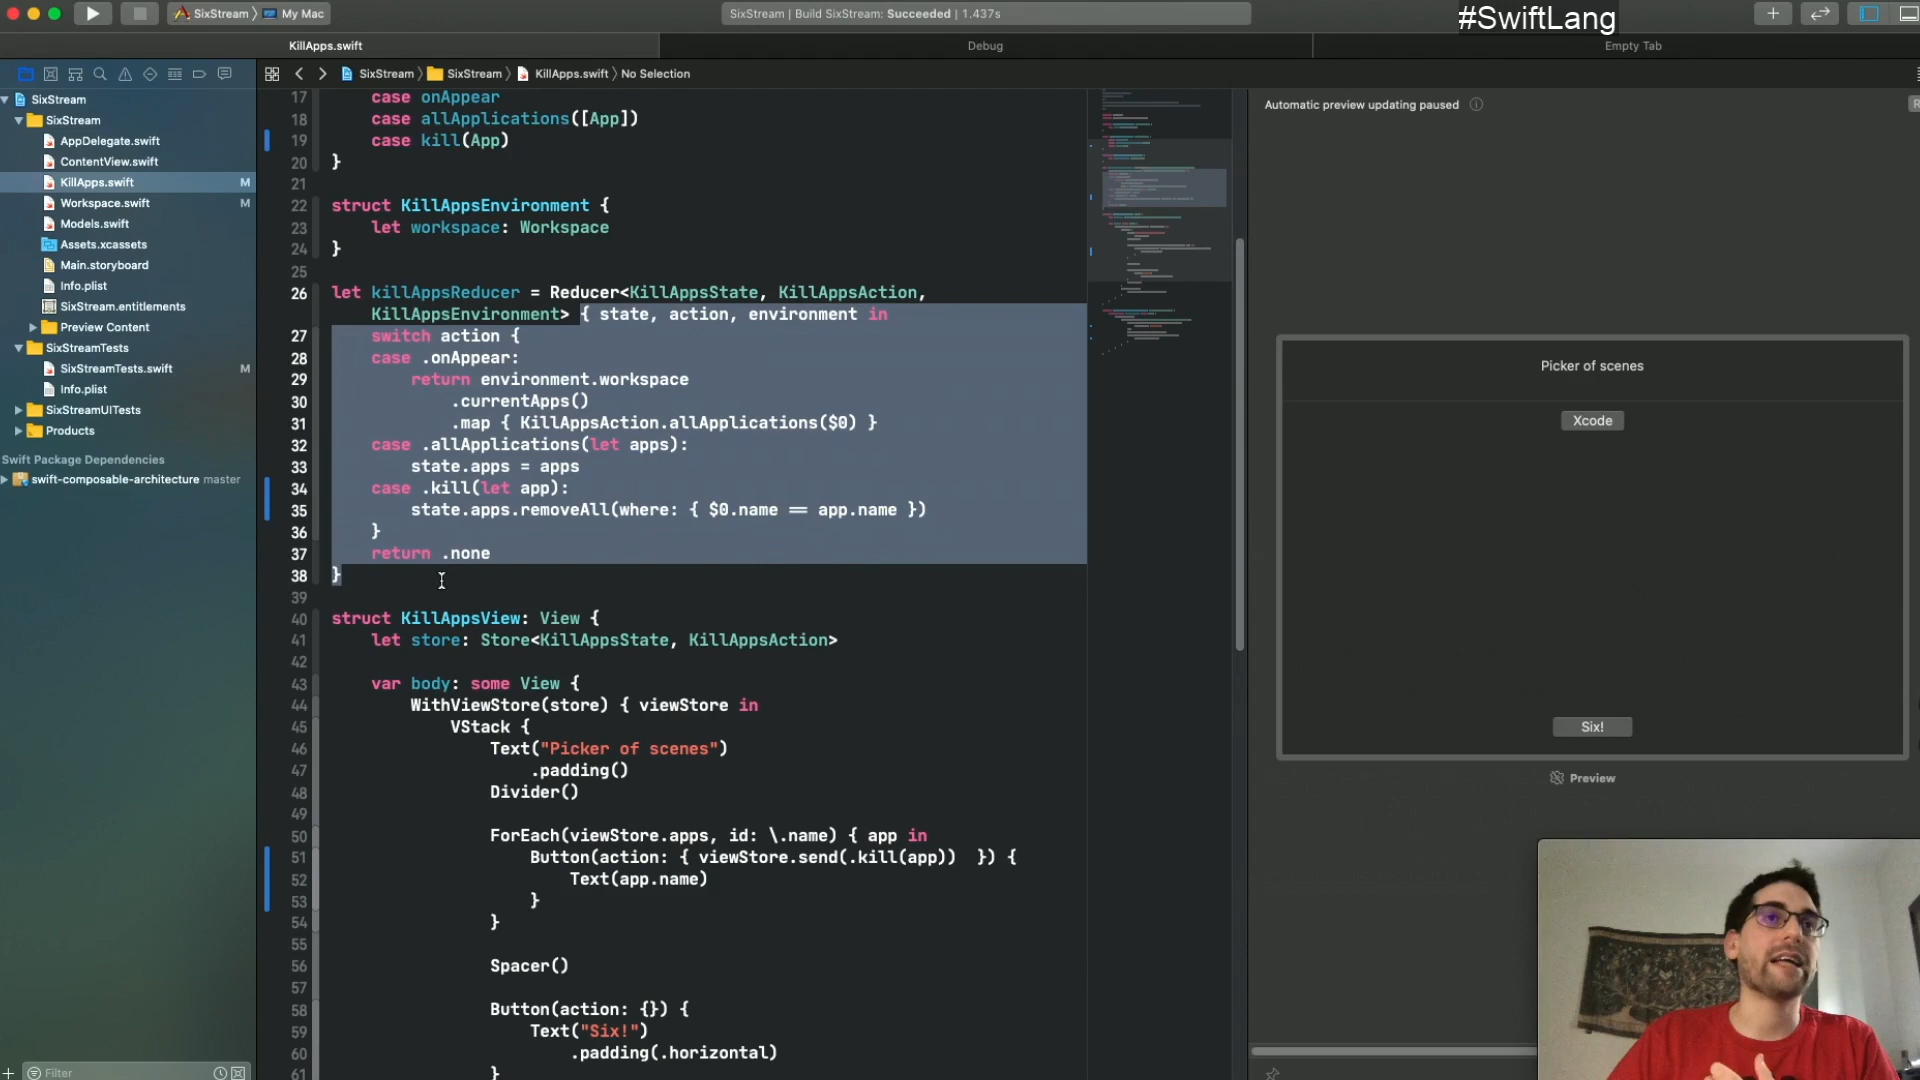 SixStream 〉 My Mac
SixStream | Build SixStream: Succeeded | 1.437s
#SwiftLang
KillApps.swift
Debug
Empty Tab
SixStream 〉 SixStream 〉 KillApps.swift 〉 No Selection
SixStream
SixStream
AppDelegate.swift
ContentView.swift
KillApps.swift M
Workspace.swift M
Models.swift
Assets.xcassets
Main.storyboard
Info.plist
SixStream.entitlements
Preview Content
SixStreamTests
SixStreamTests.swift M
Info.plist
SixStreamUITests
Products
Swift Package Dependencies
swift-composable-architecture master
Filter
17 case onAppear
18 case allApplications([App])
19 case kill(App)
20 }
21
22 struct KillAppsEnvironment {
23 let workspace: Workspace
24 }
25
26 let killAppsReducer = Reducer<KillAppsState, KillAppsAction,
KillAppsEnvironment> { state, action, environment in
27 switch action {
28 case .onAppear:
29 return environment.workspace
30 .currentApps()
31 .map { KillAppsAction.allApplications($0) }
32 case .allApplications(let apps):
33 state.apps = apps
34 case .kill(let app):
35 state.apps.removeAll(where: { $0.name == app.name })
36 }
37 return .none
38 }
39
40 struct KillAppsView: View {
41 let store: Store<KillAppsState, KillAppsAction>
42
43 var body: some View {
44 WithViewStore(store) { viewStore in
45 VStack {
46 Text("Picker of scenes")
47 .padding()
48 Divider()
49
50 ForEach(viewStore.apps, id: \.name) { app in
51 Button(action: { viewStore.send(.kill(app))  }) {
52 Text(app.name)
53 }
54 }
55
56 Spacer()
57
58 Button(action: {}) {
59 Text("Six!")
60 .padding(.horizontal)
61 }
Automatic preview updating paused
Picker of scenes
Xcode
Six!
Preview